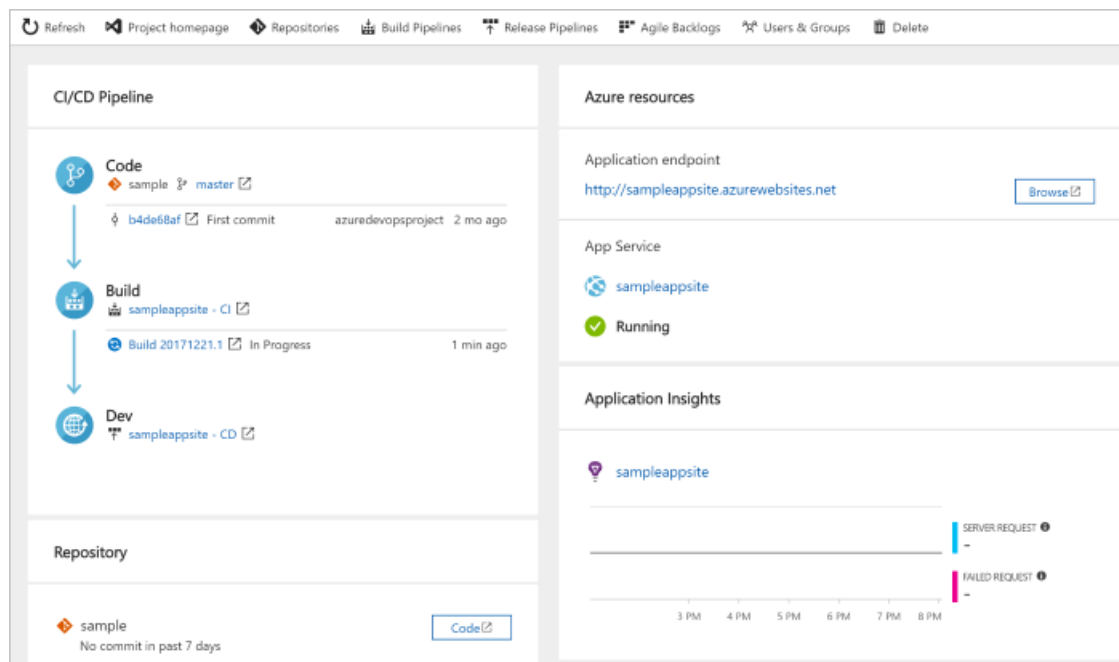 Refresh Project homepage Repositories Build Pipelines Release Pipelines Agile Backlogs Users & Groups Delete
CI/CD Pipeline
Code
sample master
b4de68af First commit azuredevopsproject 2 mo ago
Build
sampleappsite - CI
Build 20171221.1 In Progress 1 min ago
Dev
sampleappsite - CD
Repository
sample
No commit in past 7 days
Code
Azure resources
Application endpoint
http://sampleappsite.azurewebsites.net
Browse
App Service
sampleappsite
Running
Application Insights
sampleappsite
SERVER REQUEST
--
FAILED REQUEST
--
3 PM 4 PM 5 PM 6 PM 7 PM 8 PM